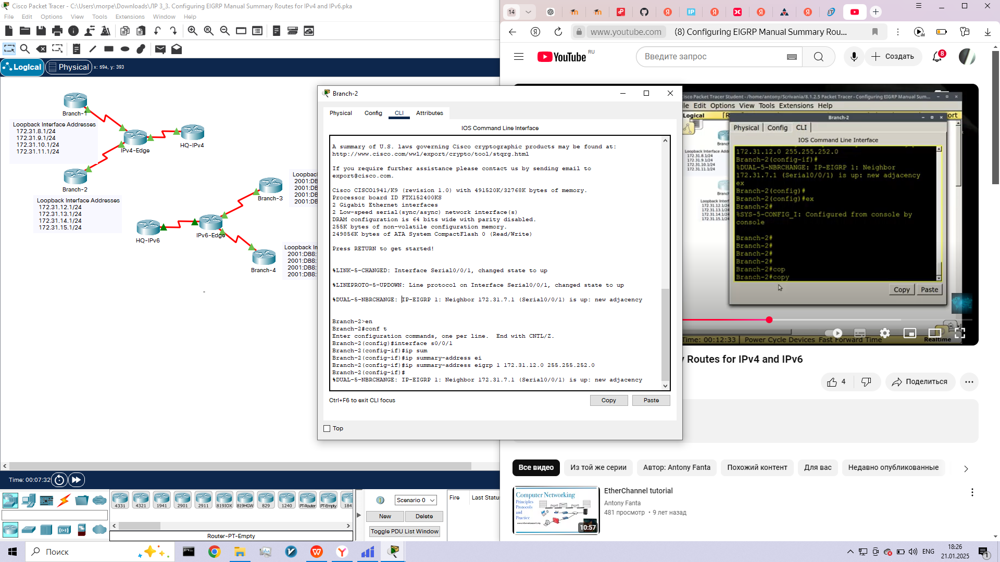 Cisco Packet Tracer - C:\Users\morpe\Downloads\ЛР 3_3. Configuring EIGRP Manual Summary Routes for IPv4 and IPv6.pka
File Edit Options View Tools Extensions Window Help
Logical Physical x: 594, y: 393
Branch-1
Loopback Interface Addresses
172.31.8.1/24
172.31.9.1/24
172.31.10.1/24
172.31.11.1/24
IPv4-Edge
HQ-IPv4
Branch-2
Loopback Interface Addresses
172.31.12.1/24
172.31.13.1/24
172.31.14.1/24
172.31.15.1/24
Branch-3
Loopb
2001:DB
2001:DB
2001:DB
2001:DB
HQ-IPv6
IPv6-Edge
Branch-4
Loopback In
2001:DB8:
2001:DB8:
2001:DB8:
2001:DB8:
Time: 00:07:32
4331 4321 1941 2901 2911 819IOX 819HGW 829 1240 PT-Router PT-Empty 184
Router-PT-Empty
Scenario 0
New Delete
Toggle PDU List Window
Fire Last Status
Branch-2
Physical Config CLI Attributes
IOS Command Line Interface
A summary of U.S. laws governing Cisco cryptographic products may be found at:
http://www.cisco.com/wwl/export/crypto/tool/stqrg.html
If you require further assistance please contact us by sending email to
export@cisco.com.
Cisco CISCO1941/K9 (revision 1.0) with 491520K/32768K bytes of memory.
Processor board ID FTX152400KS
2 Gigabit Ethernet interfaces
2 Low-speed serial(sync/async) network interface(s)
DRAM configuration is 64 bits wide with parity disabled.
255K bytes of non-volatile configuration memory.
249856K bytes of ATA System CompactFlash 0 (Read/Write)
Press RETURN to get started!
%LINK-5-CHANGED: Interface Serial0/0/1, changed state to up
%LINEPROTO-5-UPDOWN: Line protocol on Interface Serial0/0/1, changed state to up
%DUAL-5-NBRCHANGE: IP-EIGRP 1: Neighbor 172.31.7.1 (Serial0/0/1) is up: new adjacency
Branch-2>en
Branch-2#conf t
Enter configuration commands, one per line.  End with CNTL/Z.
Branch-2(config)#interface s0/0/1
Branch-2(config-if)#ip sum
Branch-2(config-if)#ip summary-address ei
Branch-2(config-if)#ip summary-address eigrp 1 172.31.12.0 255.255.252.0
Branch-2(config-if)#
%DUAL-5-NBRCHANGE: IP-EIGRP 1: Neighbor 172.31.7.1 (Serial0/0/1) is up: new adjacency
Ctrl+F6 to exit CLI focus
Copy Paste
Top
14
www.youtube.com (8) Configuring EIGRP Manual Summary Rou...
YouTube RU
Введите запрос
Создать
8
Cisco Packet Tracer Student - /home/antony/Scrivania/8.1.2.5 Packet Tracer - Configuring EIGRP Manual Sum...
le Edit Options View Tools Extensions Help
Logical
Branch-2
Physical Config CLI
IOS Command Line Interface
172.31.12.0 255.255.252.0
Branch-2(config-if)#
%DUAL-5-NBRCHANGE: IP-EIGRP 1: Neighbor
172.31.7.1 (Serial0/0/1) is up: new adjacency
ex
Branch-2(config)#
Branch-2(config)#ex
Branch-2#
%SYS-5-CONFIG_I: Configured from console by
console
Branch-2#
Branch-2#
Branch-2#
Branch-2#
Branch-2#cop
Branch-2#copy
Copy Paste
Time: 00:12:33 Power Cycle Devices Fast Forward Time Realtime
Routes for IPv4 and IPv6
4
Поделиться
Все видео Из той же серии Автор: Antony Fanta Похожий контент Для вас Недавно опубликованные
Computer Networking
Principles
Protocols
and
Practice
10:57
EtherChannel tutorial
Antony Fanta
481 просмотр • 9 лет назад
Поиск
ENG
18:26
21.01.2025
1